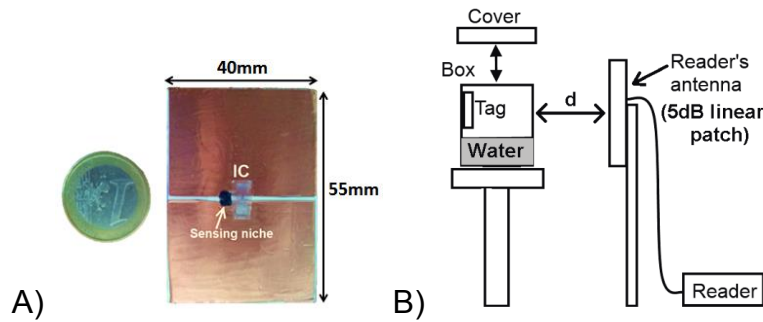 40mm
IC
55mm
Sensing niche
A)
Cover
Box
Tag
d
Water
Reader's
antenna
(5dB linear
patch)
Reader
B)